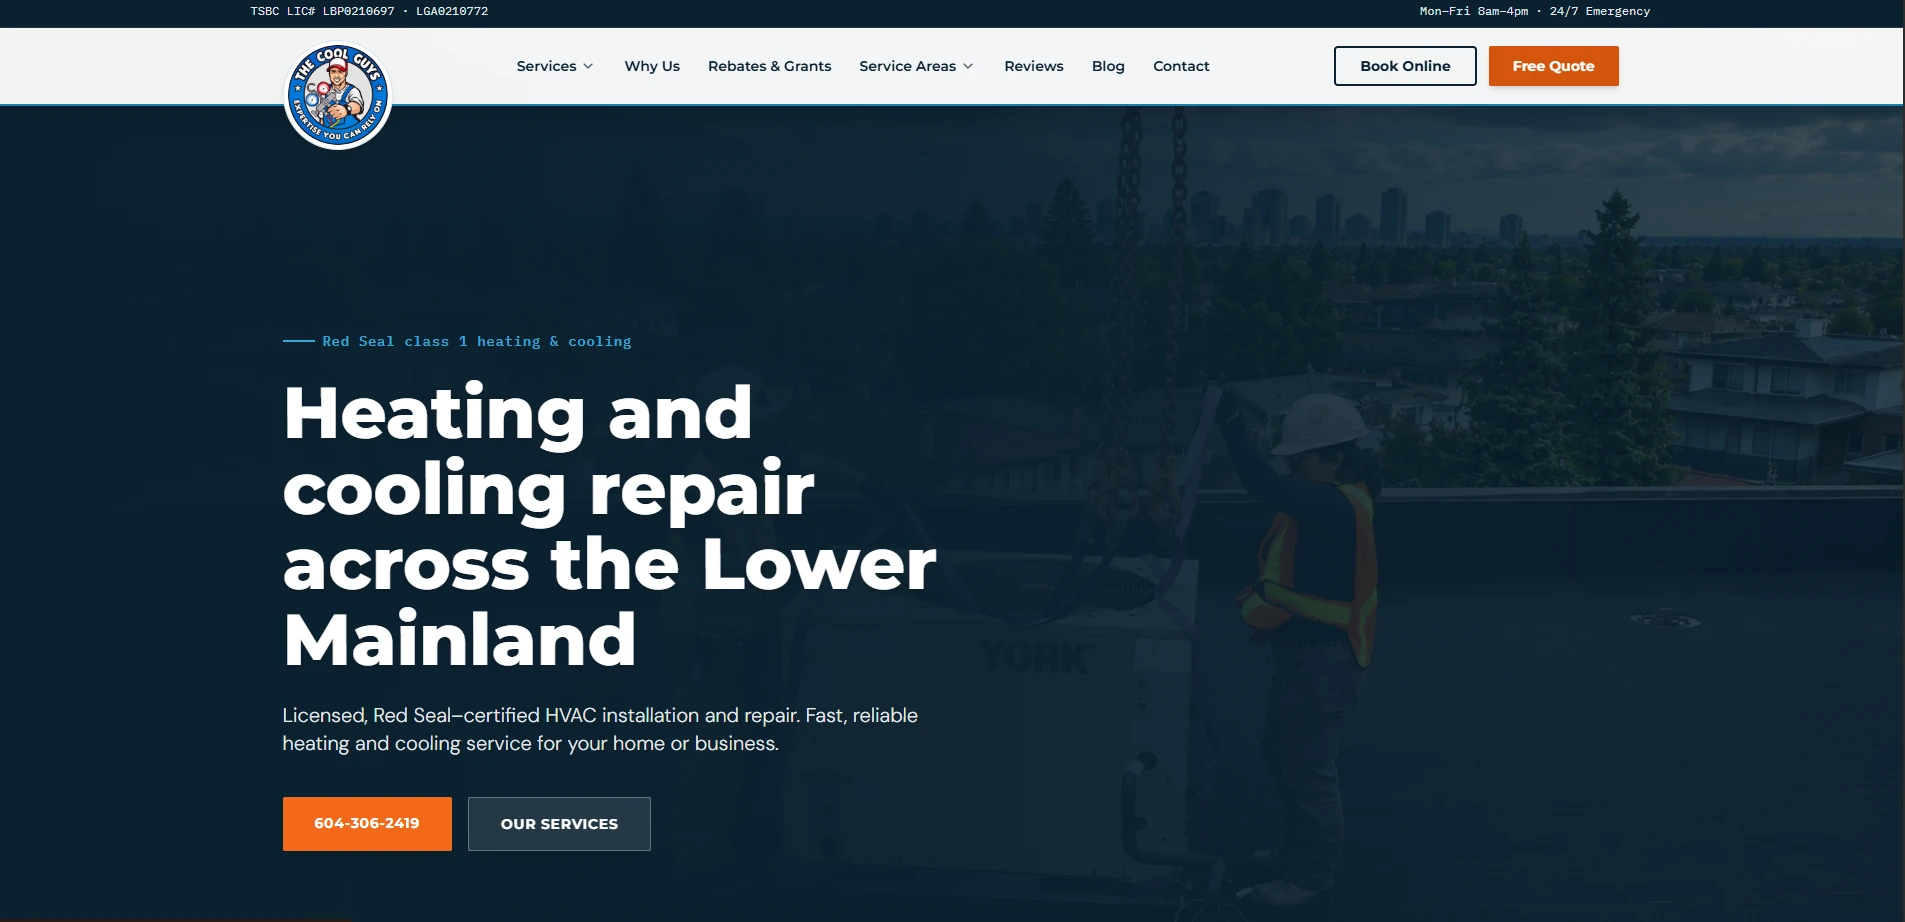 TSBC LIC# LBP0210697 · LGA0210772
Mon–Fri 8am–4pm · 24/7 Emergency
THE COOL GUYS
EXPERTISE YOU CAN RELY ON
Services
Why Us
Rebates & Grants
Service Areas
Reviews
Blog
Contact
Book Online
Free Quote
Red Seal class 1 heating & cooling
Heating and
cooling repair
across the Lower
Mainland
YORK
Licensed, Red Seal–certified HVAC installation and repair. Fast, reliable
heating and cooling service for your home or business.
604-306-2419
OUR SERVICES